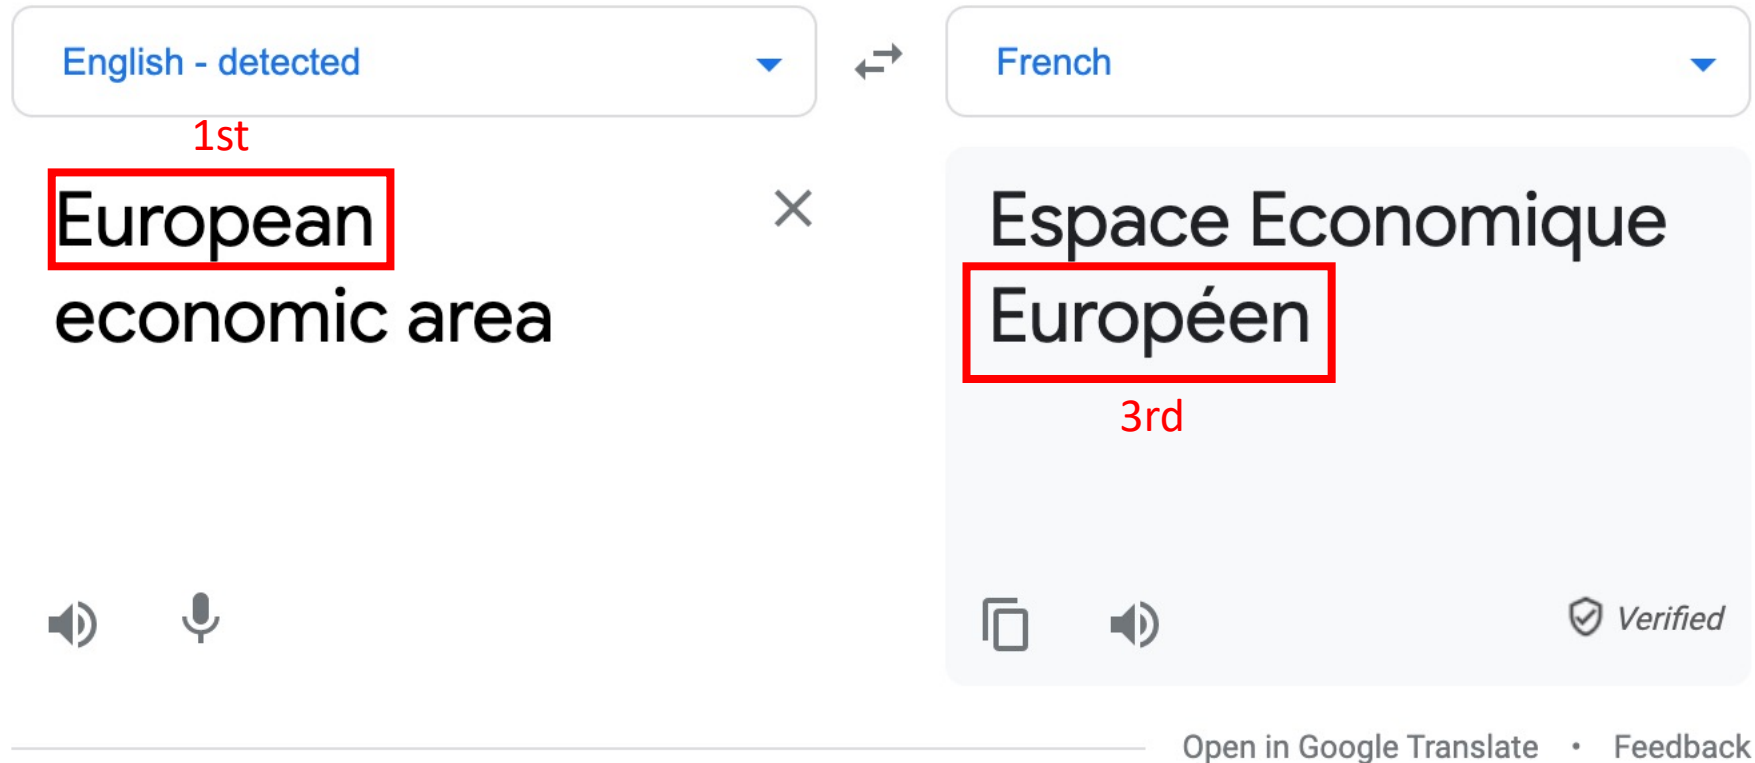 English - detected
French
1st
European
economic area
Espace Economique
Européen
3rd
Verified
Open in Google Translate • Feedback